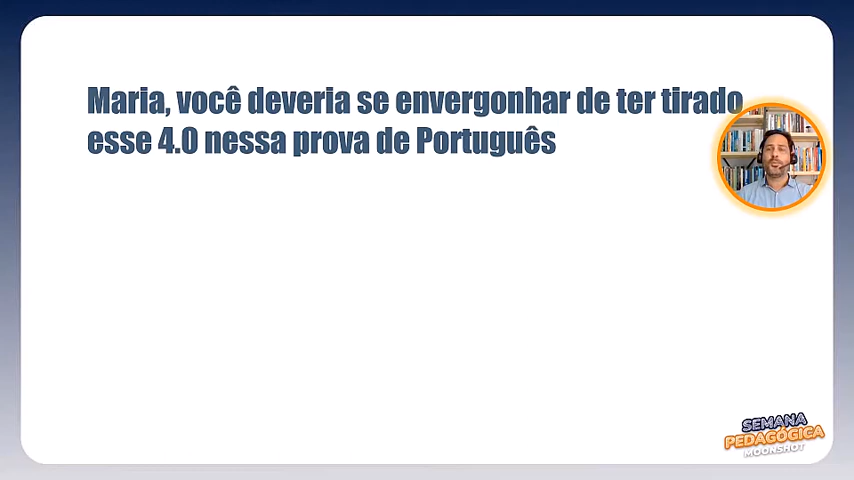 Maria, você deveria se envergonhar de ter tirado
esse 4.0 nessa prova de Português
SEMANA
PEDAGÓGICA
MOONSHOT